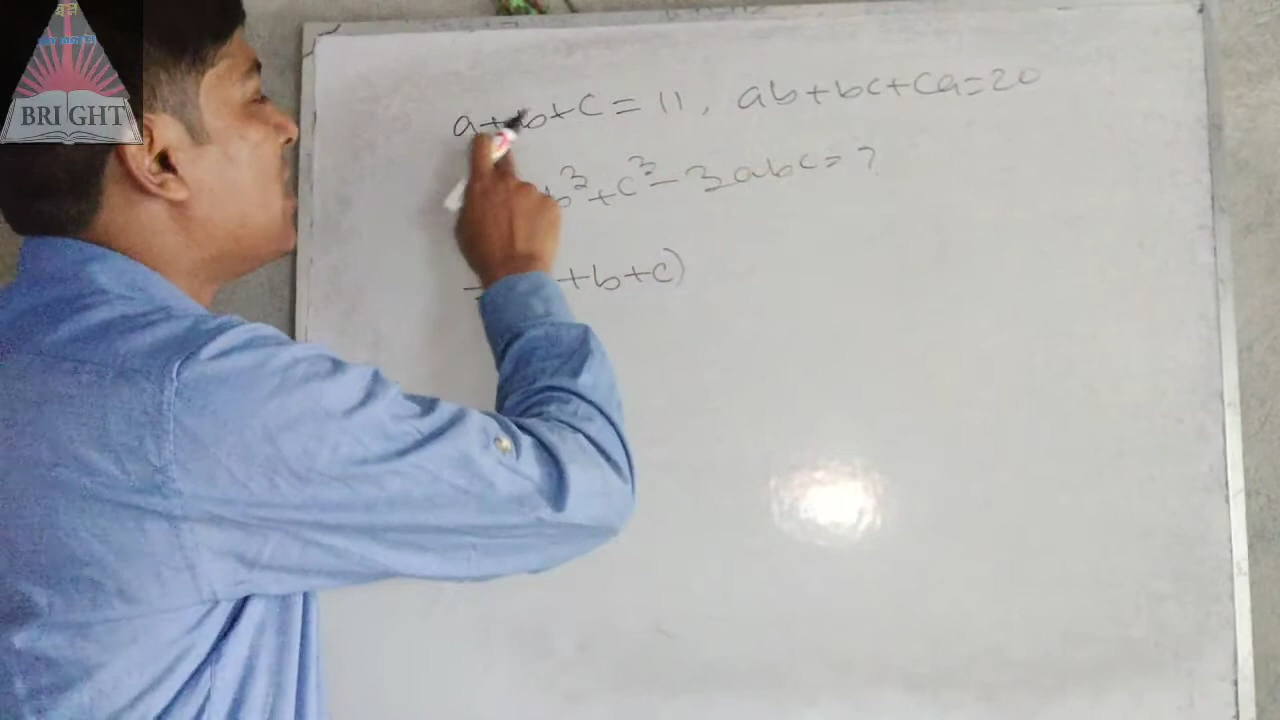 BRIGHT
a+b+c = 11, ab+bc+ca=20
b³+c³-3abc=?
+b+c)